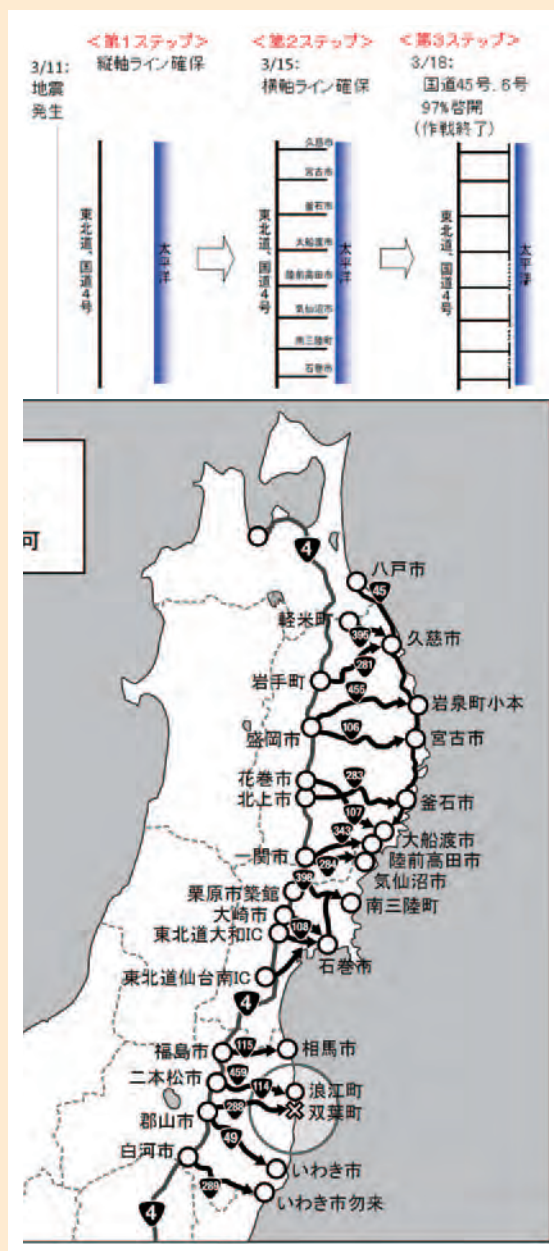 ＜第1ステップ＞
＜第2ステップ＞
＜第3ステップ＞
3/11:
地震
発生
縦軸ライン確保
3/15:
横軸ライン確保
3/18:
国道45号、6号
97%啓開
(作戦終了)
東北道、国道4号
太平洋
東北道、国道4号
久慈市
宮古市
釜石市
大船渡市
陸前高田市
気仙沼市
南三陸町
石巻市
太平洋
東北道、国道4号
太平洋
可
4
八戸市
45
軽米町
395
久慈市
281
岩手町
455
岩泉町小本
盛岡市
106
宮古市
花巻市
283
北上市
釜石市
107
343
大船渡市
一関市
284
陸前高田市
気仙沼市
398
栗原市築館
南三陸町
大崎市
108
東北道大和IC
石巻市
東北道仙台南IC
4
福島市
115
相馬市
二本松市
459
114
浪江町
288
双葉町
郡山市
49
白河市
いわき市
289
いわき市勿来
4